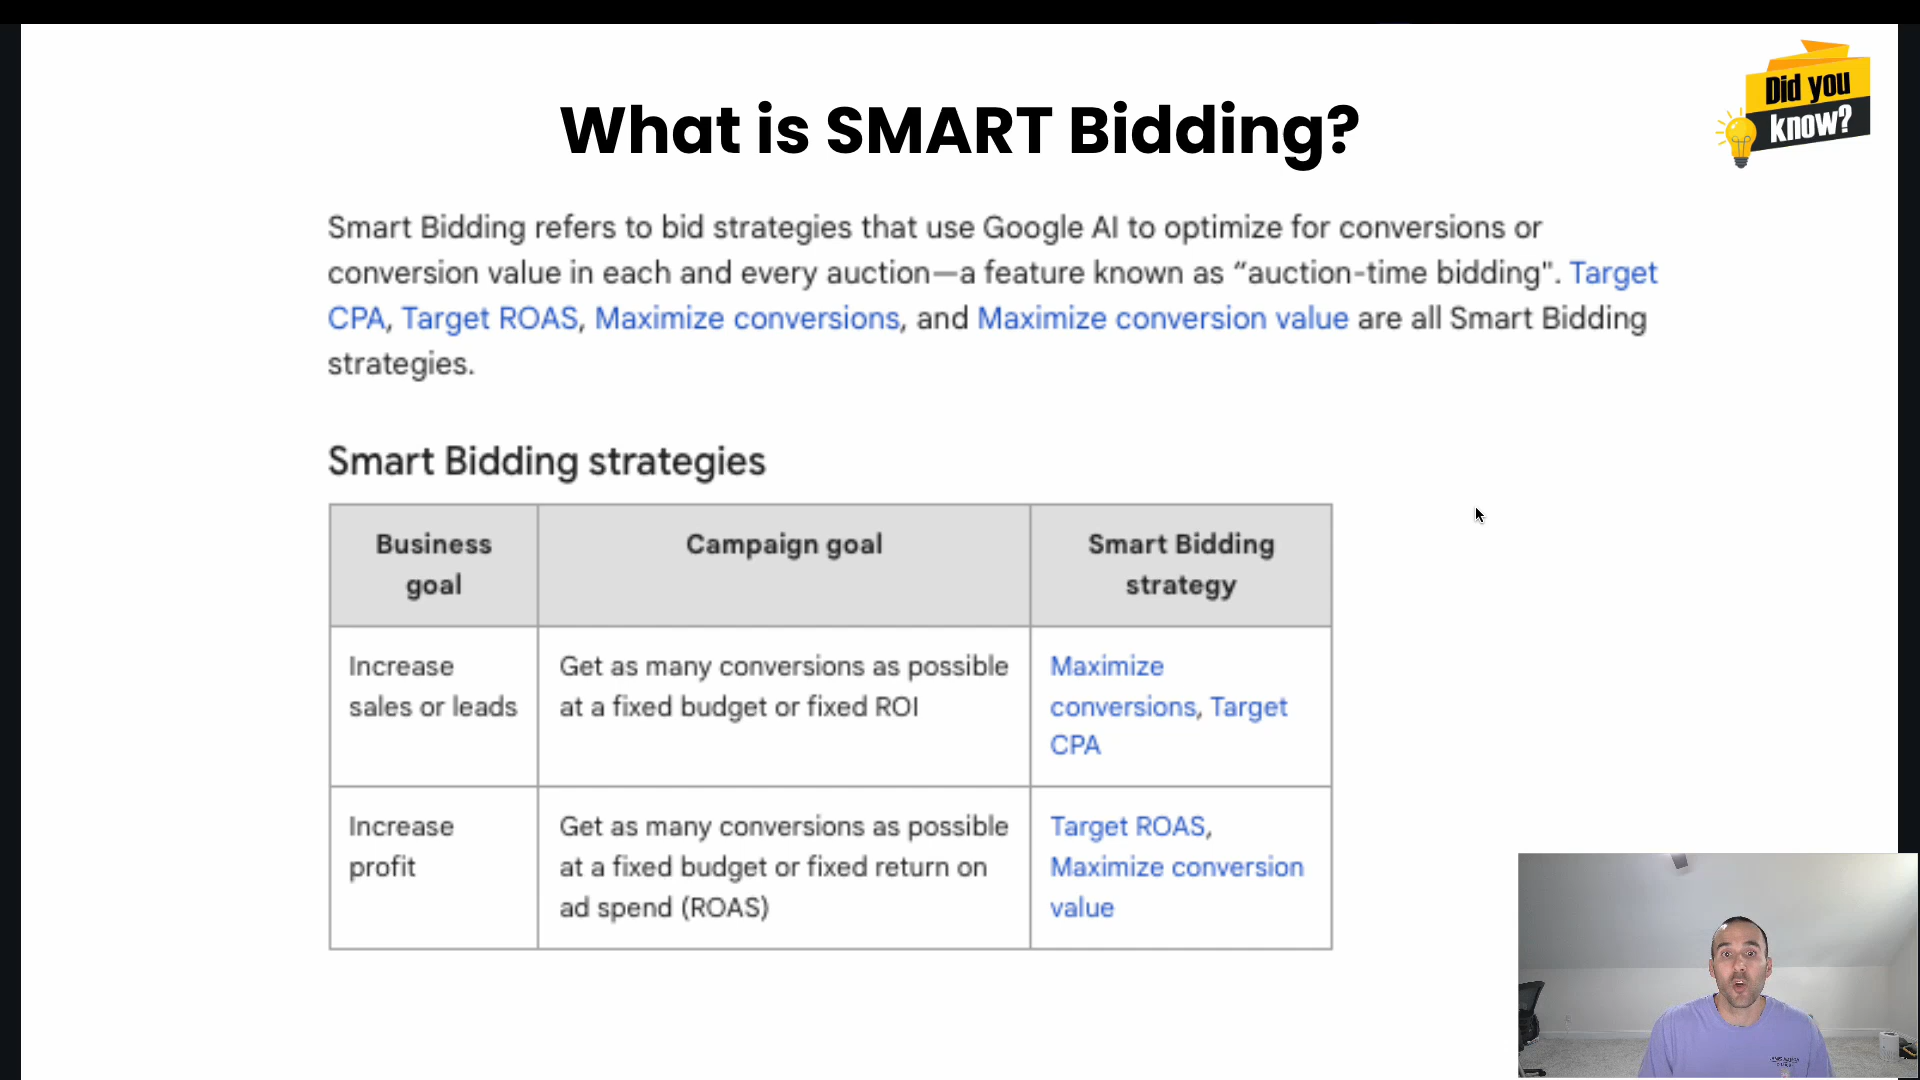 Did you
know?
What is SMART Bidding?
Smart Bidding refers to bid strategies that use Google AI to optimize for conversions or
conversion value in each and every auction—a feature known as “auction-time bidding". Target
CPA, Target ROAS, Maximize conversions, and Maximize conversion value are all Smart Bidding
strategies.
Smart Bidding strategies
Business
goal
Campaign goal
Smart Bidding
strategy
Increase
sales or leads
Get as many conversions as possible
at a fixed budget or fixed ROI
Maximize
conversions, Target
CPA
Increase
profit
Get as many conversions as possible
at a fixed budget or fixed return on
ad spend (ROAS)
Target ROAS,
Maximize conversion
value